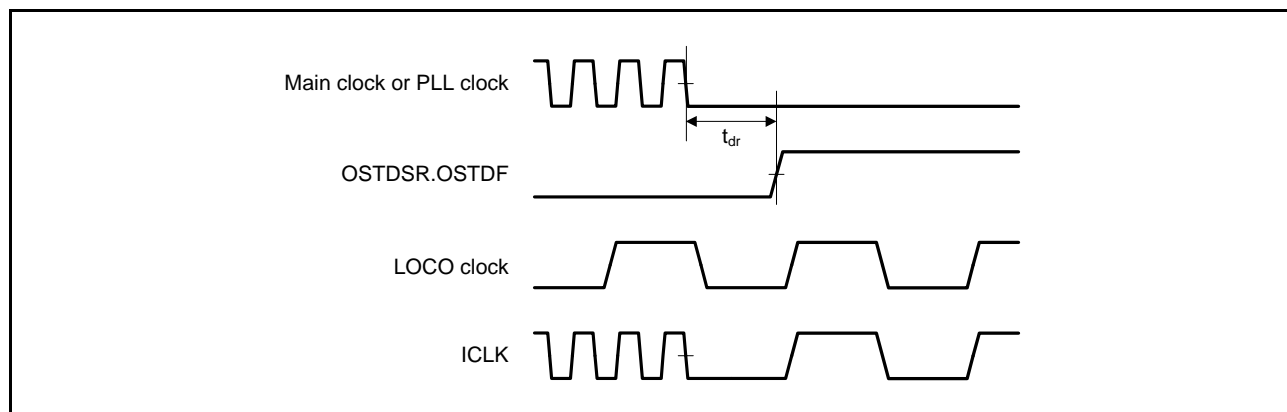 Main clock or PLL clock
tdr
OSTDSR.OSTDF
LOCO clock
ICLK